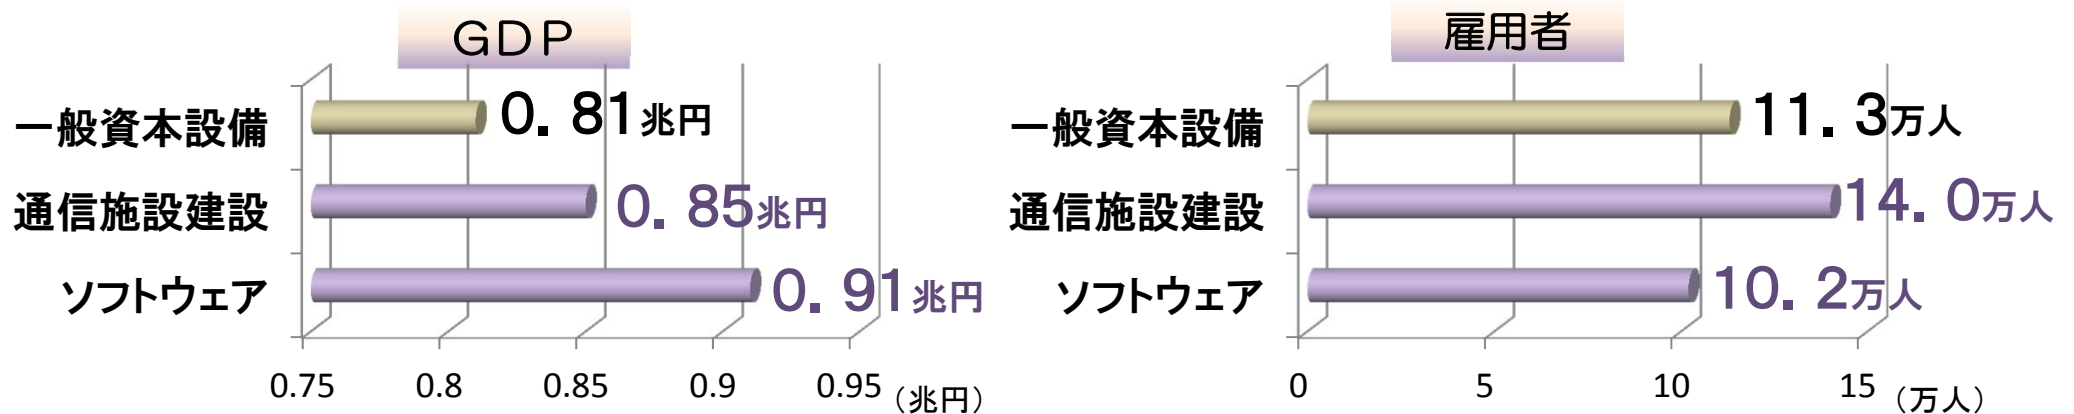 GDP
一般資本設備 0.81兆円
通信施設建設 0.85兆円
ソフトウェア 0.91兆円
0.75 0.8 0.85 0.9 0.95 (兆円)
雇用者
一般資本設備 11.3万人
通信施設建設 14.0万人
ソフトウェア 10.2万人
0 5 10 15 (万人)